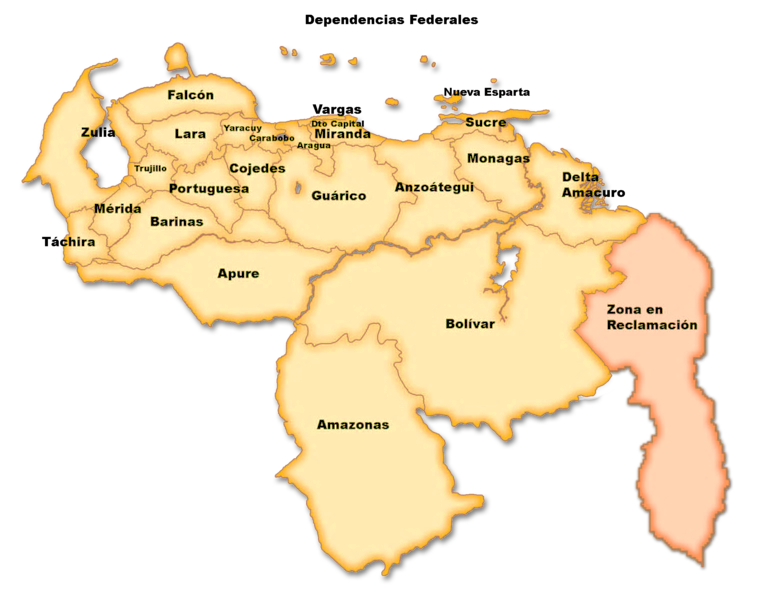 Dependencias Federales
Nueva Esparta
Falcón
Vargas
Dto Capital
Sucre
Zulia
Lara
Yaracuy
Carabobo
Miranda
Aragua
Trujillo
Cojedes
Monagas
Portuguesa
Guárico
Anzoátegui
Delta
Amacuro
Mérida
Barinas
Táchira
Apure
Bolívar
Zona en
Reclamación
Amazonas